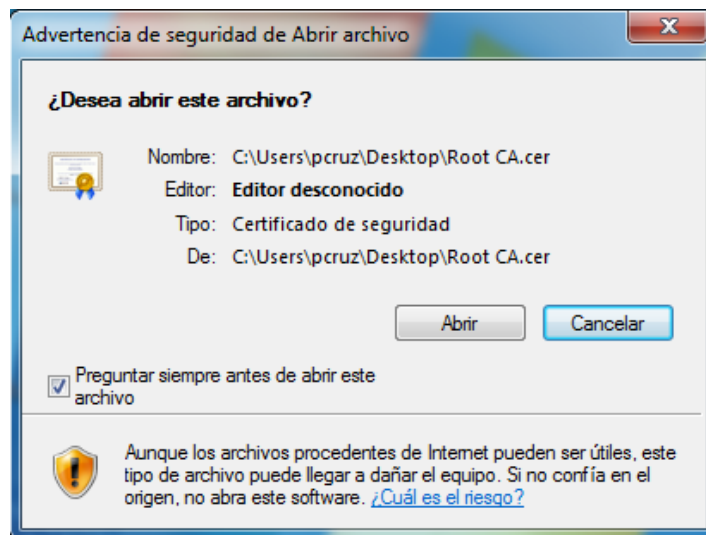 Advertencia de seguridad de Abrir archivo
¿Desea abrir este archivo?
Nombre: C:\Users\pcruz\Desktop\Root CA.cer
Editor: Editor desconocido
Tipo: Certificado de seguridad
De: C:\Users\pcruz\Desktop\Root CA.cer
Abrir Cancelar
Preguntar siempre antes de abrir este
archivo
Aunque los archivos procedentes de Internet pueden ser útiles, este
tipo de archivo puede llegar a dañar el equipo. Si no confía en el
origen, no abra este software. ¿Cuál es el riesgo?